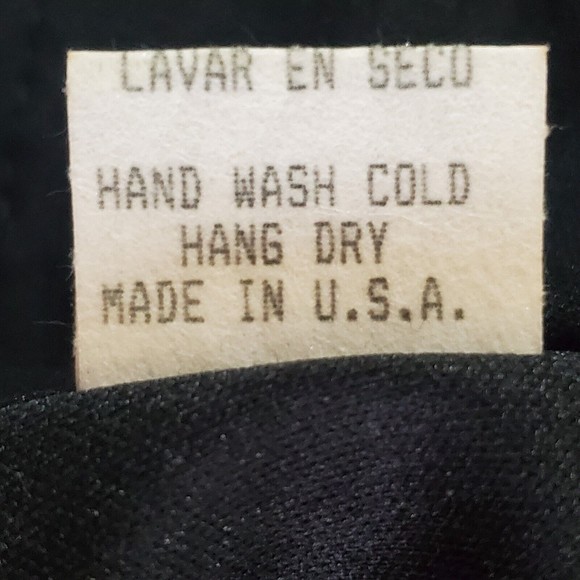 LAVAR EN SECO
HAND WASH COLD
HANG DRY
MADE IN U.S.A.